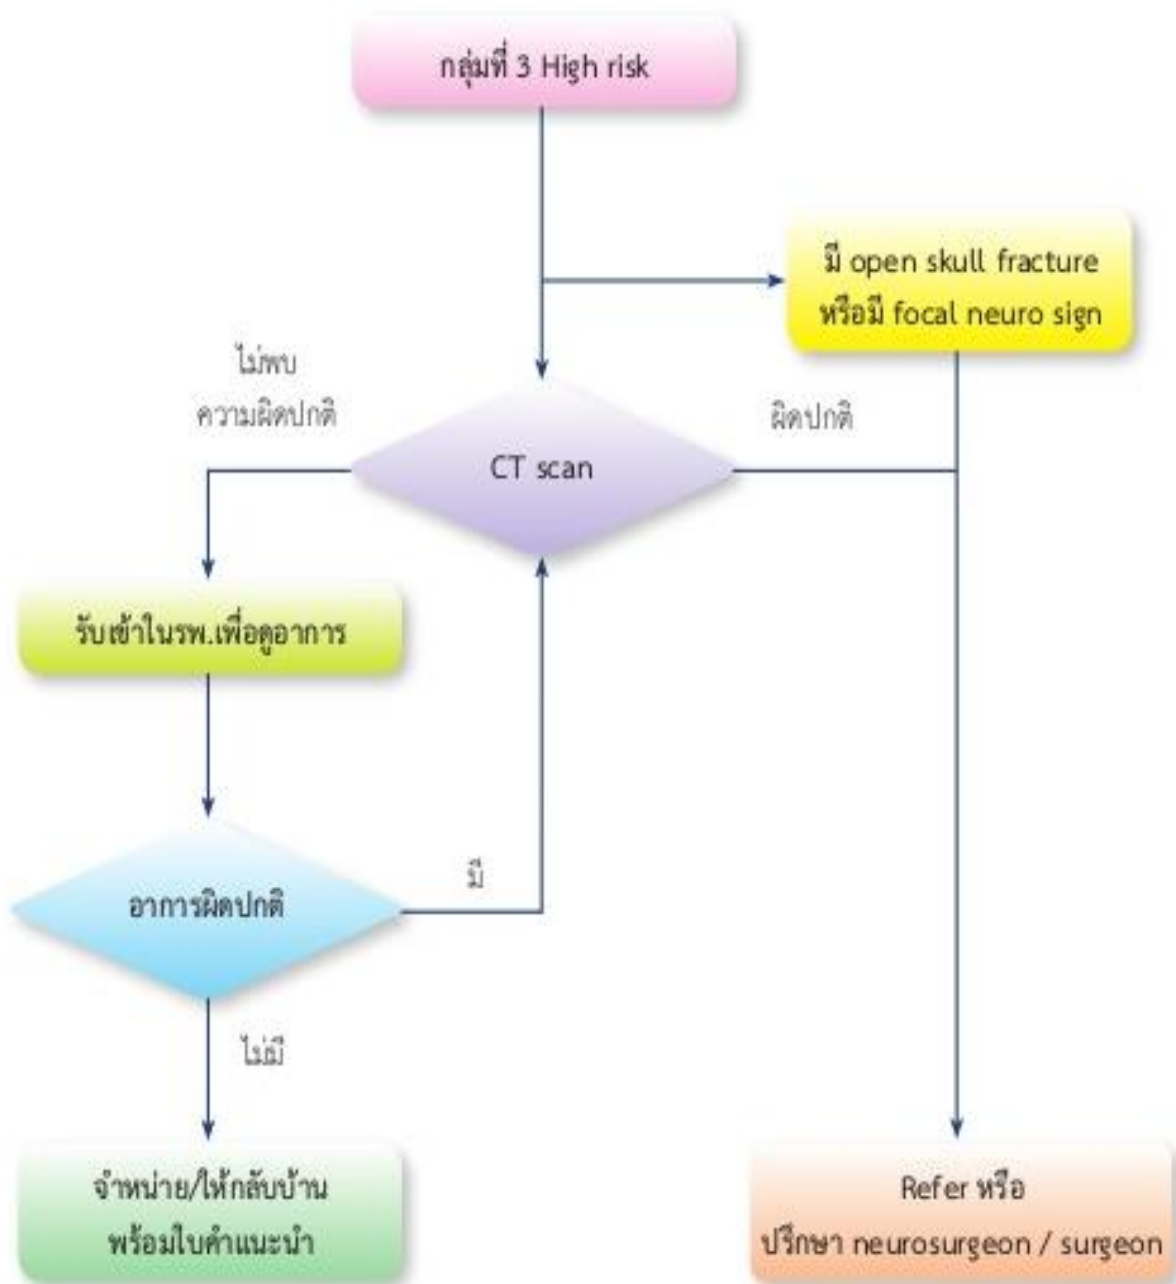 กลุ่มที่ 3 High risk
มี open skull fracture
หรือมี focal neuro sign
ไม่พบ
ความผิดปกติ
ผิดปกติ
CT scan
รับเข้าในรพ.เพื่อดูอาการ
มี
อาการผิดปกติ
ไม่มี
จำหน่าย/ให้กลับบ้าน
พร้อมใบคำแนะนำ
Refer หรือ
ปรึกษา neurosurgeon / surgeon